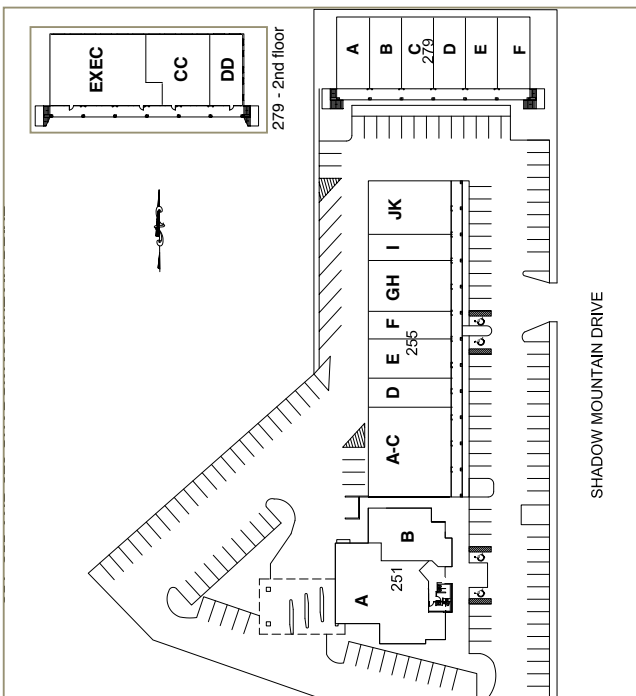 EXEC
CC
DD
279 - 2nd floor
A
B
C
D
E
F
279
JK
I
GH
F
E
D
A-C
255
B
A
251
SHADOW MOUNTAIN DRIVE